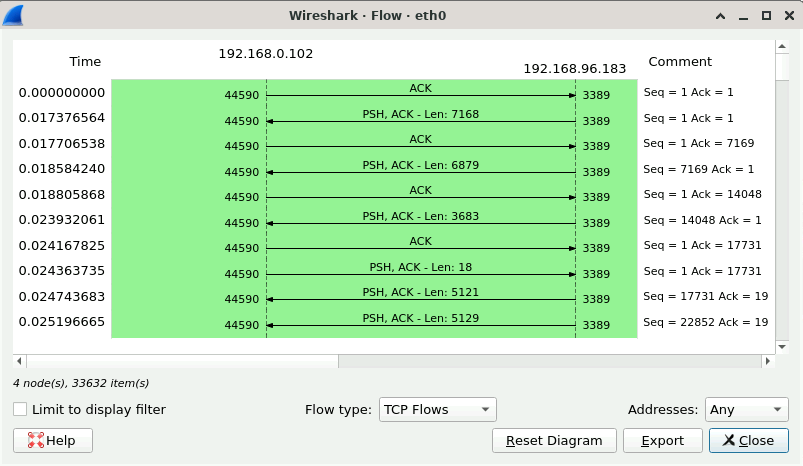 Wireshark · Flow · eth0
Time 192.168.0.102 192.168.96.183 Comment
0.000000000 44590 ACK 3389 Seq = 1 Ack = 1
0.017376564 44590 PSH, ACK - Len: 7168 3389 Seq = 1 Ack = 1
0.017706538 44590 ACK 3389 Seq = 1 Ack = 7169
0.018584240 44590 PSH, ACK - Len: 6879 3389 Seq = 7169 Ack = 1
0.018805868 44590 ACK 3389 Seq = 1 Ack = 14048
0.023932061 44590 PSH, ACK - Len: 3683 3389 Seq = 14048 Ack = 1
0.024167825 44590 ACK 3389 Seq = 1 Ack = 17731
0.024363735 44590 PSH, ACK - Len: 18 3389 Seq = 1 Ack = 17731
0.024743683 44590 PSH, ACK - Len: 5121 3389 Seq = 17731 Ack = 19
0.025196665 44590 PSH, ACK - Len: 5129 3389 Seq = 22852 Ack = 19
4 node(s), 33632 item(s)
Limit to display filter Flow type: TCP Flows Addresses: Any
Help Reset Diagram Export Close